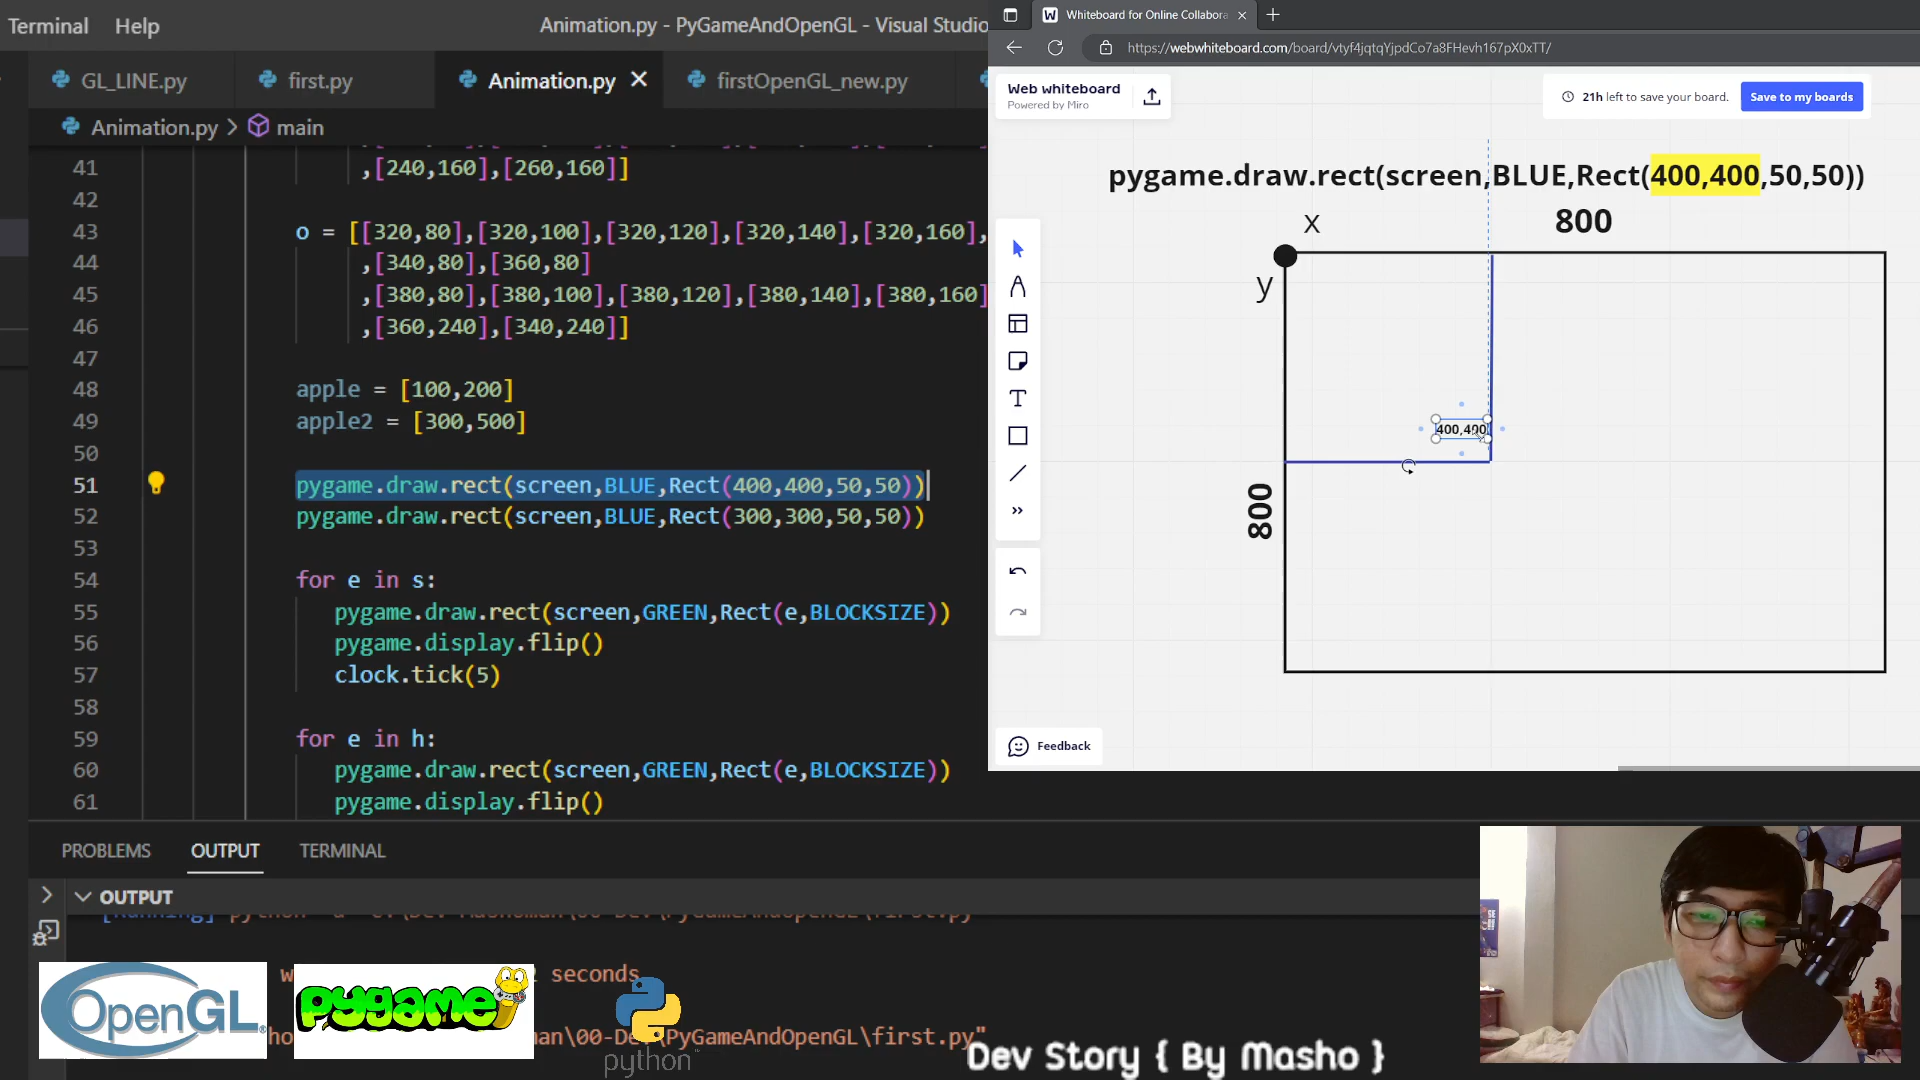 Terminal Help
Animation.py - PyGameAndOpenGL - Visual Studio
GL_LINE.py first.py Animation.py firstOpenGL_new.py
Animation.py main
41 ,[240,160],[260,160]]
42
43 o = [[320,80],[320,100],[320,120],[320,140],[320,160],
44 ,[340,80],[360,80]
45 ,[380,80],[380,100],[380,120],[380,140],[380,160]
46 ,[360,240],[340,240]]
47
48 apple = [100,200]
49 apple2 = [300,500]
50
51 pygame.draw.rect(screen,BLUE,Rect(400,400,50,50))
52 pygame.draw.rect(screen,BLUE,Rect(300,300,50,50))
53
54 for e in s:
55 pygame.draw.rect(screen,GREEN,Rect(e,BLOCKSIZE))
56 pygame.display.flip()
57 clock.tick(5)
58
59 for e in h:
60 pygame.draw.rect(screen,GREEN,Rect(e,BLOCKSIZE))
61 pygame.display.flip()
PROBLEMS OUTPUT TERMINAL
OUTPUT
seconds
\PyGameAndOpenGL\first.py"
OpenGL
pygame
python
Dev Story { By Masho }
Whiteboard for Online Collabora
https://webwhiteboard.com/board/vtyf4jqtqYjpdCo7a8FHevh167pX0xTT/
Web whiteboard
Powered by Miro
21h left to save your board.
Save to my boards
pygame.draw.rect(screen,BLUE,Rect(400,400,50,50))
x
800
y
400,400
800
Feedback